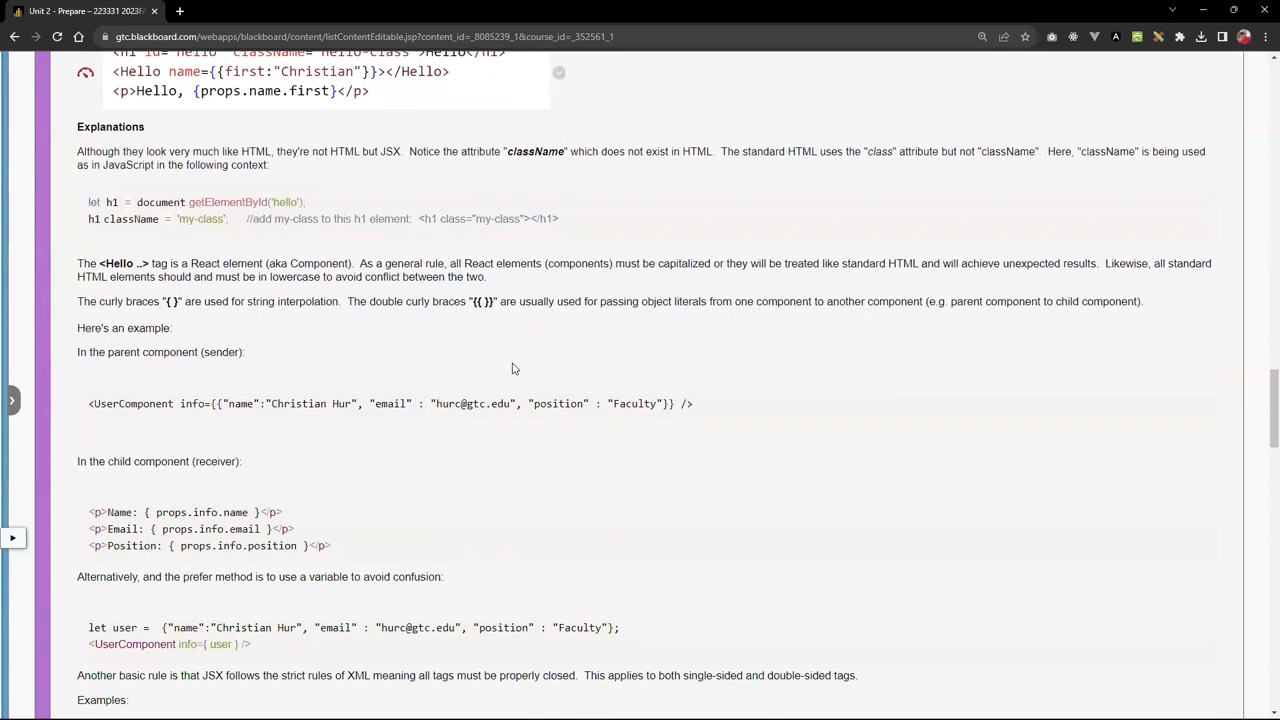 Unit 2 - Prepare – 223331 2023FA
gtc.blackboard.com/webapps/blackboard/content/listContentEditable.jsp?content_id=_8085239_1&course_id=_352561_1
<h1 id="hello" className="hello-class">Hello</h1>
<Hello name={{first:"Christian"}}></Hello>
<p>Hello, {props.name.first}</p>
Explanations
Although they look very much like HTML, they're not HTML but JSX.  Notice the attribute "className" which does not exist in HTML.  The standard HTML uses the "class" attribute but not "className".  Here, "className" is being used
as in JavaScript in the following context:
let h1 = document getElementById('hello');
h1 className = 'my-class';   //add my-class to this h1 element:  <h1 class="my-class"></h1>
The <Hello ..> tag is a React element (aka Component).  As a general rule, all React elements (components) must be capitalized or they will be treated like standard HTML and will achieve unexpected results.  Likewise, all standard
HTML elements should and must be in lowercase to avoid conflict between the two.
The curly braces "{ }" are used for string interpolation.  The double curly braces "{{ }}" are usually used for passing object literals from one component to another component (e.g. parent component to child component).
Here's an example:
In the parent component (sender):
<UserComponent info={{"name":"Christian Hur", "email" : "hurc@gtc.edu", "position" : "Faculty"}} />
In the child component (receiver):
<p>Name: { props.info.name }</p>
<p>Email: { props.info.email }</p>
<p>Position: { props.info.position }</p>
Alternatively, and the prefer method is to use a variable to avoid confusion:
let user =  {"name":"Christian Hur", "email" : "hurc@gtc.edu", "position" : "Faculty"};
<UserComponent info={ user } />
Another basic rule is that JSX follows the strict rules of XML meaning all tags must be properly closed.  This applies to both single-sided and double-sided tags.
Examples: